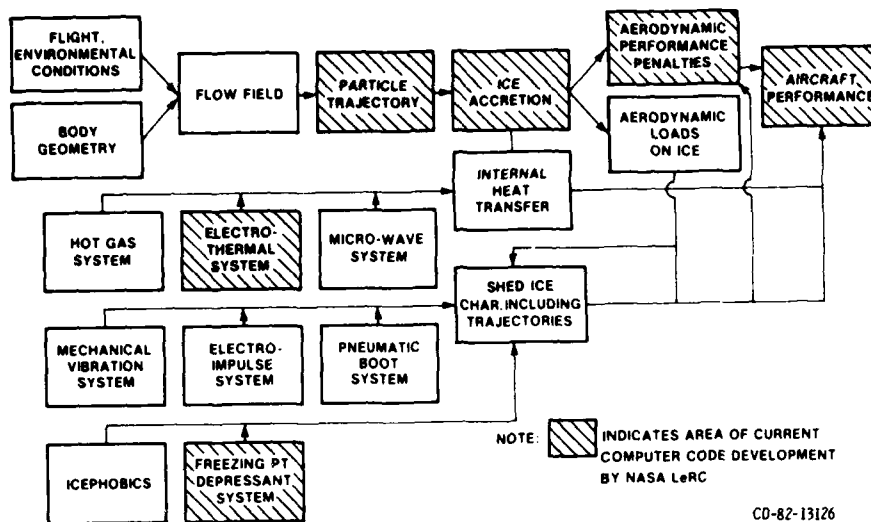 FLIGHT,
ENVIRONMENTAL
CONDITIONS
BODY
GEOMETRY
FLOW FIELD
PARTICLE
TRAJECTORY
ICE
ACCRETION
AERODYNAMIC
PERFORMANCE
PENALTIES
AERODYNAMIC
LOADS
ON ICE
AIRCRAFT
PERFORMANCE
INTERNAL
HEAT
TRANSFER
HOT GAS
SYSTEM
ELECTRO-
THERMAL
SYSTEM
MICRO-WAVE
SYSTEM
SHED ICE
CHAR. INCLUDING
TRAJECTORIES
MECHANICAL
VIBRATION
SYSTEM
ELECTRO-
IMPULSE
SYSTEM
PNEUMATIC
BOOT
SYSTEM
ICEPHOBICS
FREEZING PT
DEPRESSANT
SYSTEM
NOTE:
INDICATES AREA OF CURRENT
COMPUTER CODE DEVELOPMENT
BY NASA LeRC
CD-82-13126